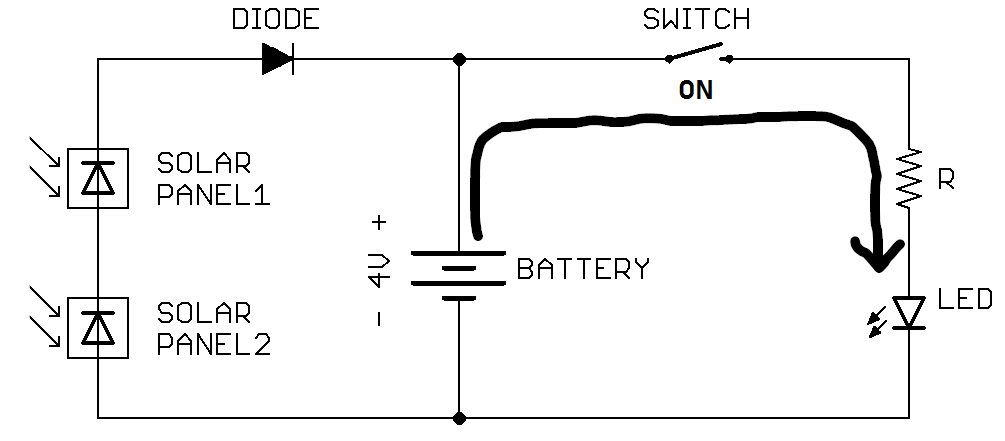 DIODE
SWITCH
ON
SOLAR
PANEL1
R
+
4V
-
BATTERY
LED
SOLAR
PANEL2